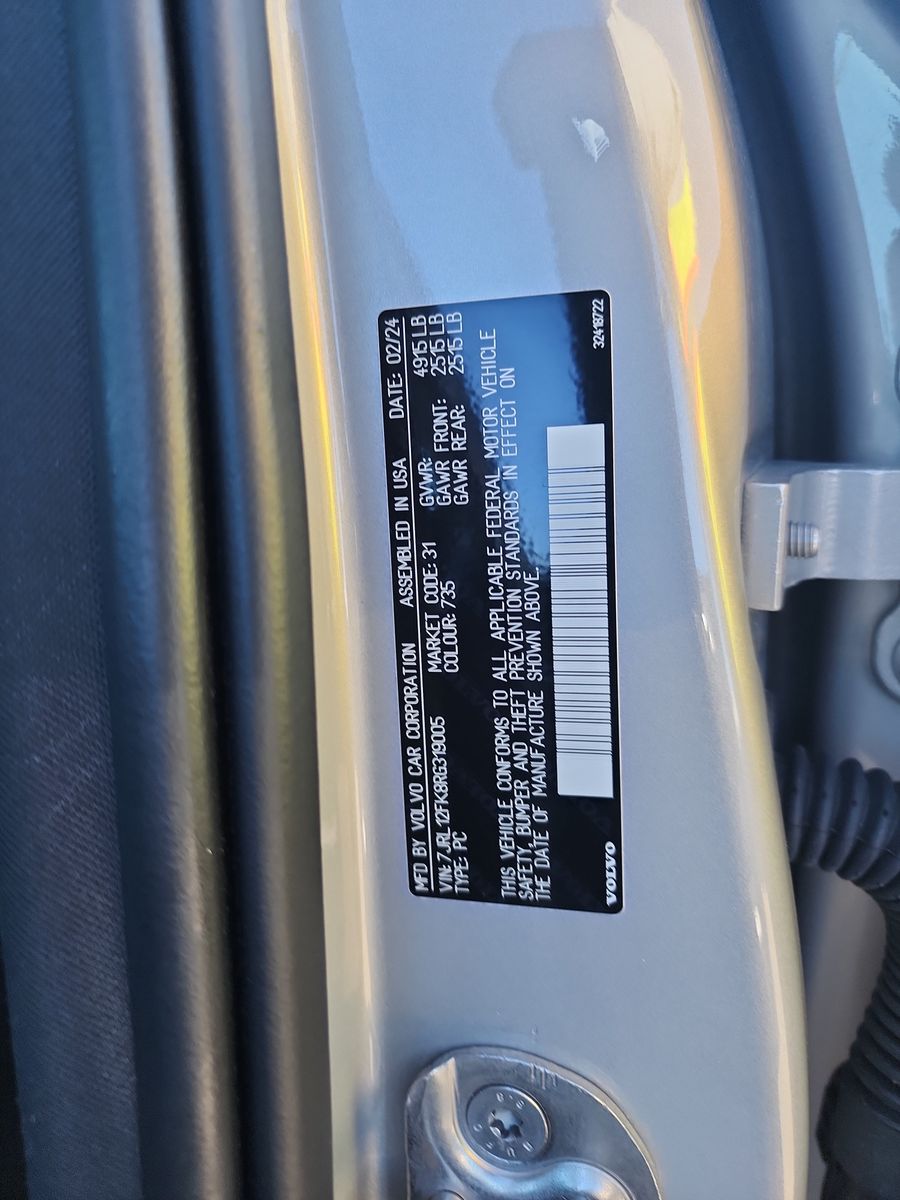 MFD BY VOLVO CAR CORPORATION ASSEMBLED IN USA DATE: 02/24
VIN: 7JRL12FK8RG319005 MARKET CODE: 31 GVWR: 4915 LB
TYPE: PC COLOUR: 735 GAWR FRONT: 2515 LB
GAWR REAR: 2515 LB
THIS VEHICLE CONFORMS TO ALL APPLICABLE FEDERAL MOTOR VEHICLE
SAFETY, BUMPER AND THEFT PREVENTION STANDARDS IN EFFECT ON
THE DATE OF MANUFACTURE SHOWN ABOVE.
VOLVO 32418722